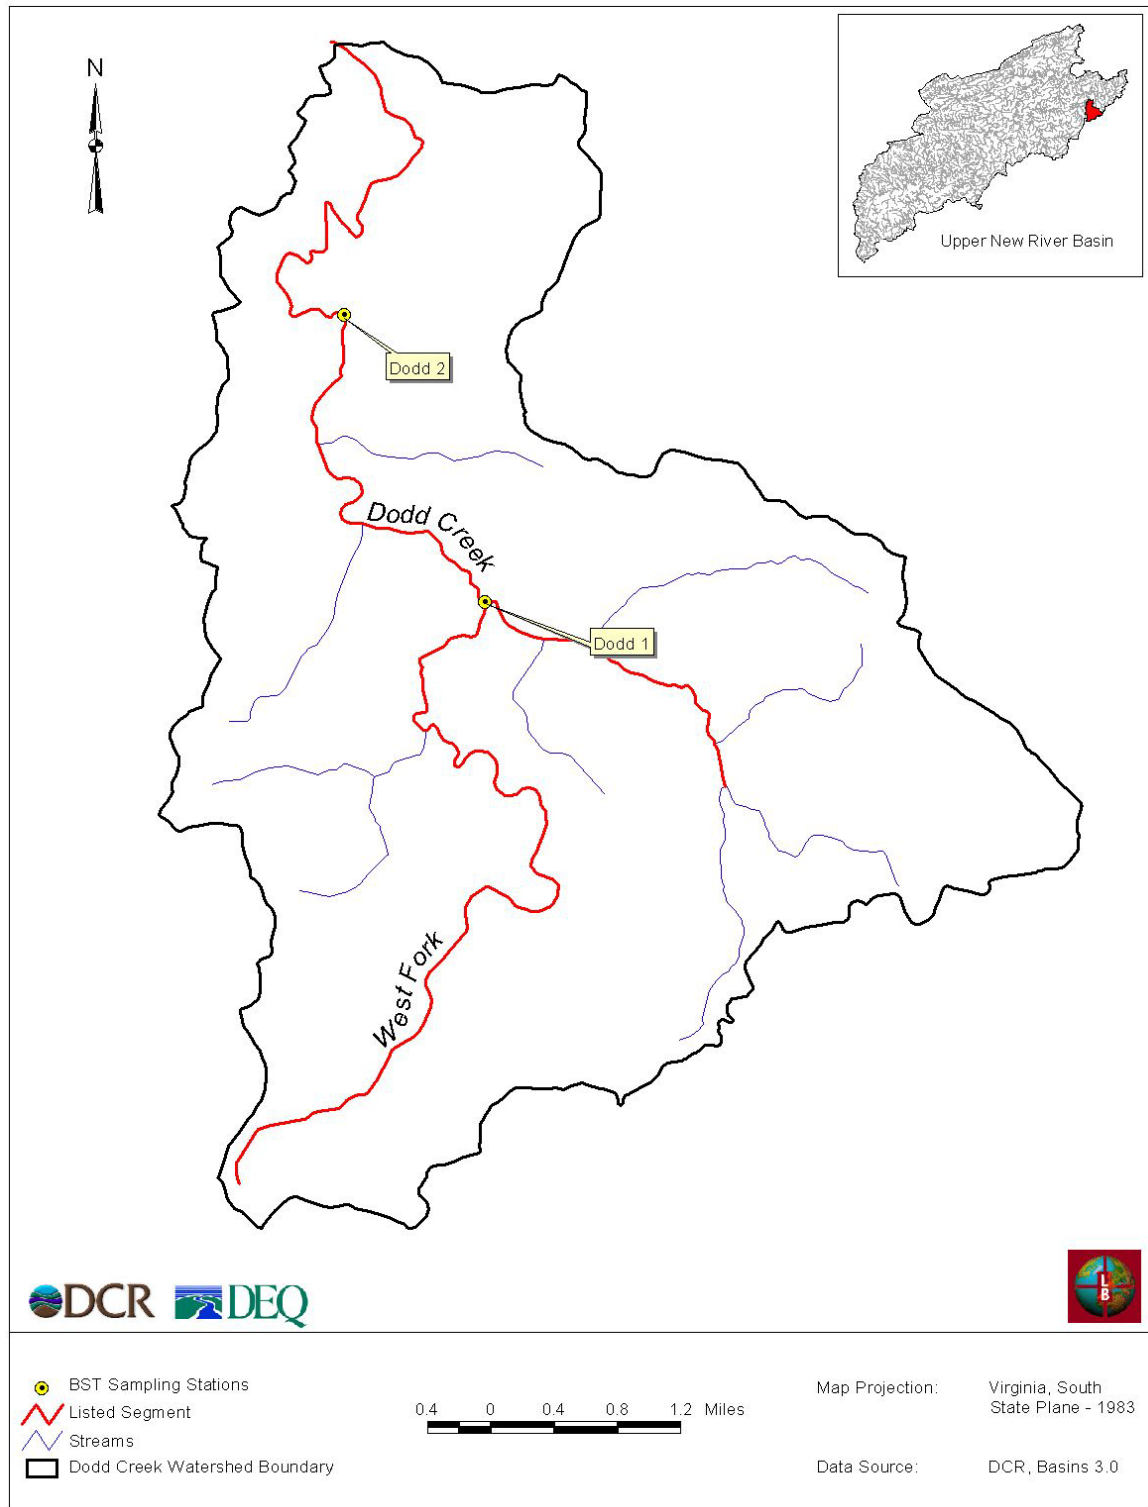 N
Upper New River Basin
Dodd 2
Dodd Creek
Dodd 1
West Fork
DCR DEQ
L
B
BST Sampling Stations
Listed Segment
Streams
Dodd Creek Watershed Boundary
0.4 0 0.4 0.8 1.2 Miles
Map Projection: Virginia, South
State Plane - 1983
Data Source: DCR, Basins 3.0